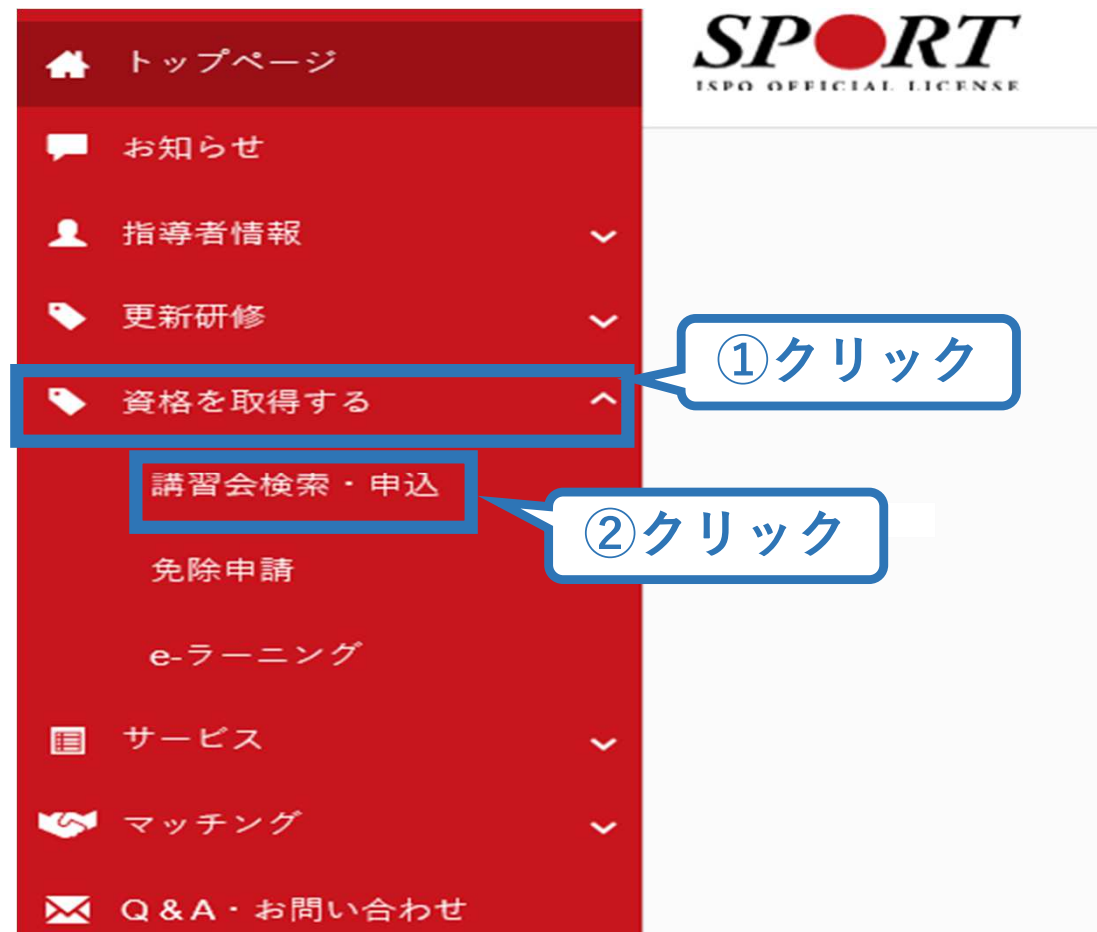 トップページ
SPORT
ISPO OFFICIAL LICENSE
お知らせ
指導者情報
更新研修
①クリック
資格を取得する
講習会検索・申込
②クリック
免除申請
e-ラーニング
サービス
マッチング
Q&A・お問い合わせ